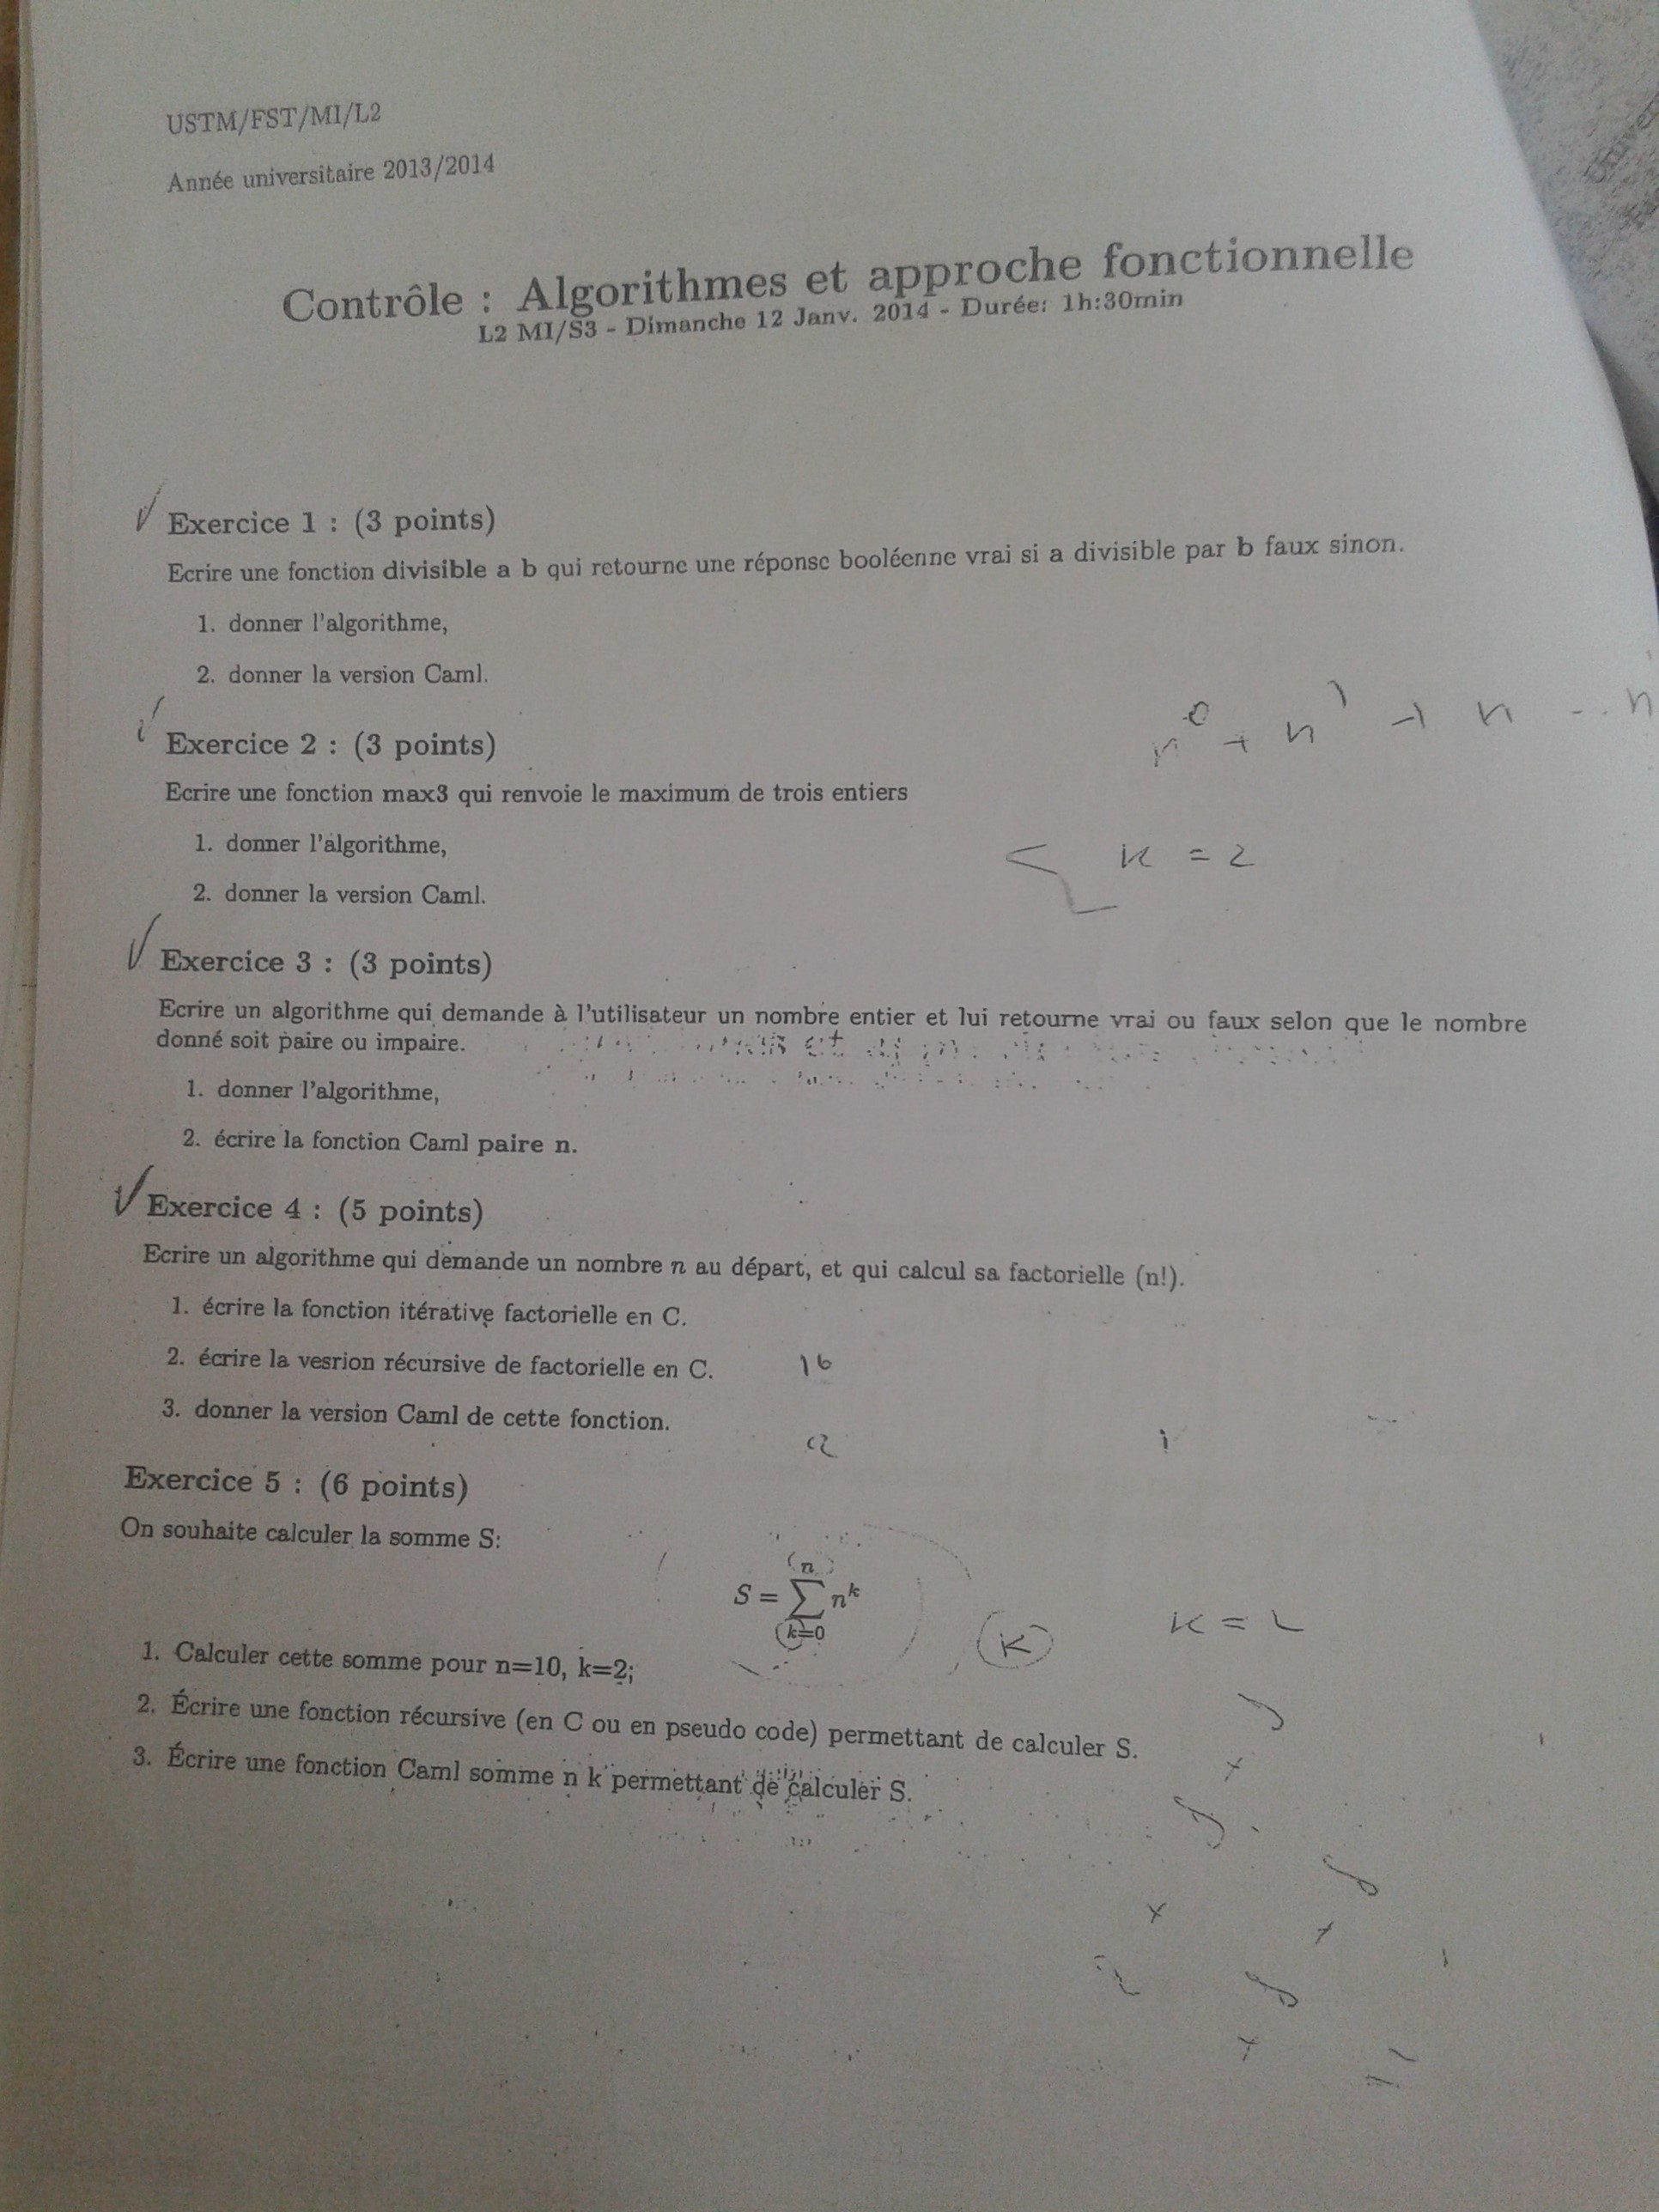 USTM/FST/MI/L2
Année universitaire 2013/2014
Contrôle : Algorithmes et approche fonctionnelle
L2 MI/S3 - Dimanche 12 Janv. 2014 - Durée: 1h:30min
Exercice 1 : (3 points)
Ecrire une fonction divisible a b qui retourne une réponse booléenne vrai si a divisible par b faux sinon.
1. donner l'algorithme,
2. donner la version Caml.
n⁰ + n¹ + n - .. n
Exercice 2 : (3 points)
Ecrire une fonction max3 qui renvoie le maximum de trois entiers
1. donner l'algorithme,
k = 2
2. donner la version Caml.
Exercice 3 : (3 points)
Ecrire un algorithme qui demande à l'utilisateur un nombre entier et lui retourne vrai ou faux selon que le nombre
donné soit paire ou impaire.
1. donner l'algorithme,
2. écrire la fonction Caml paire n.
Exercice 4 : (5 points)
Ecrire un algorithme qui demande un nombre n au départ, et qui calcul sa factorielle (n!).
1. écrire la fonction itérative factorielle en C.
2. écrire la vesrion récursive de factorielle en C.
16
3. donner la version Caml de cette fonction.
Exercice 5 : (6 points)
On souhaite calculer la somme S:
S = ∑ₖ₌₀ⁿ nᵏ
K
1. Calculer cette somme pour n=10, k=2;
2. Écrire une fonction récursive (en C ou en pseudo code) permettant de calculer S.
3. Écrire une fonction Caml somme n k permettant de calculer S.